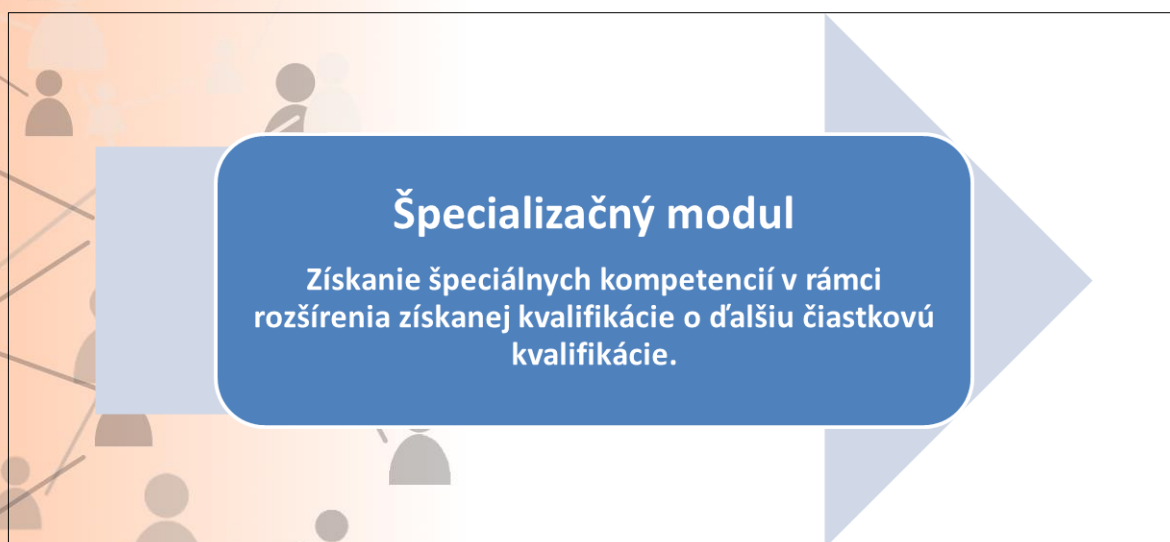 Špecializačný modul
Získanie špeciálnych kompetencií v rámci
rozšírenia získanej kvalifikácie o ďalšiu čiastkovú
kvalifikácie.